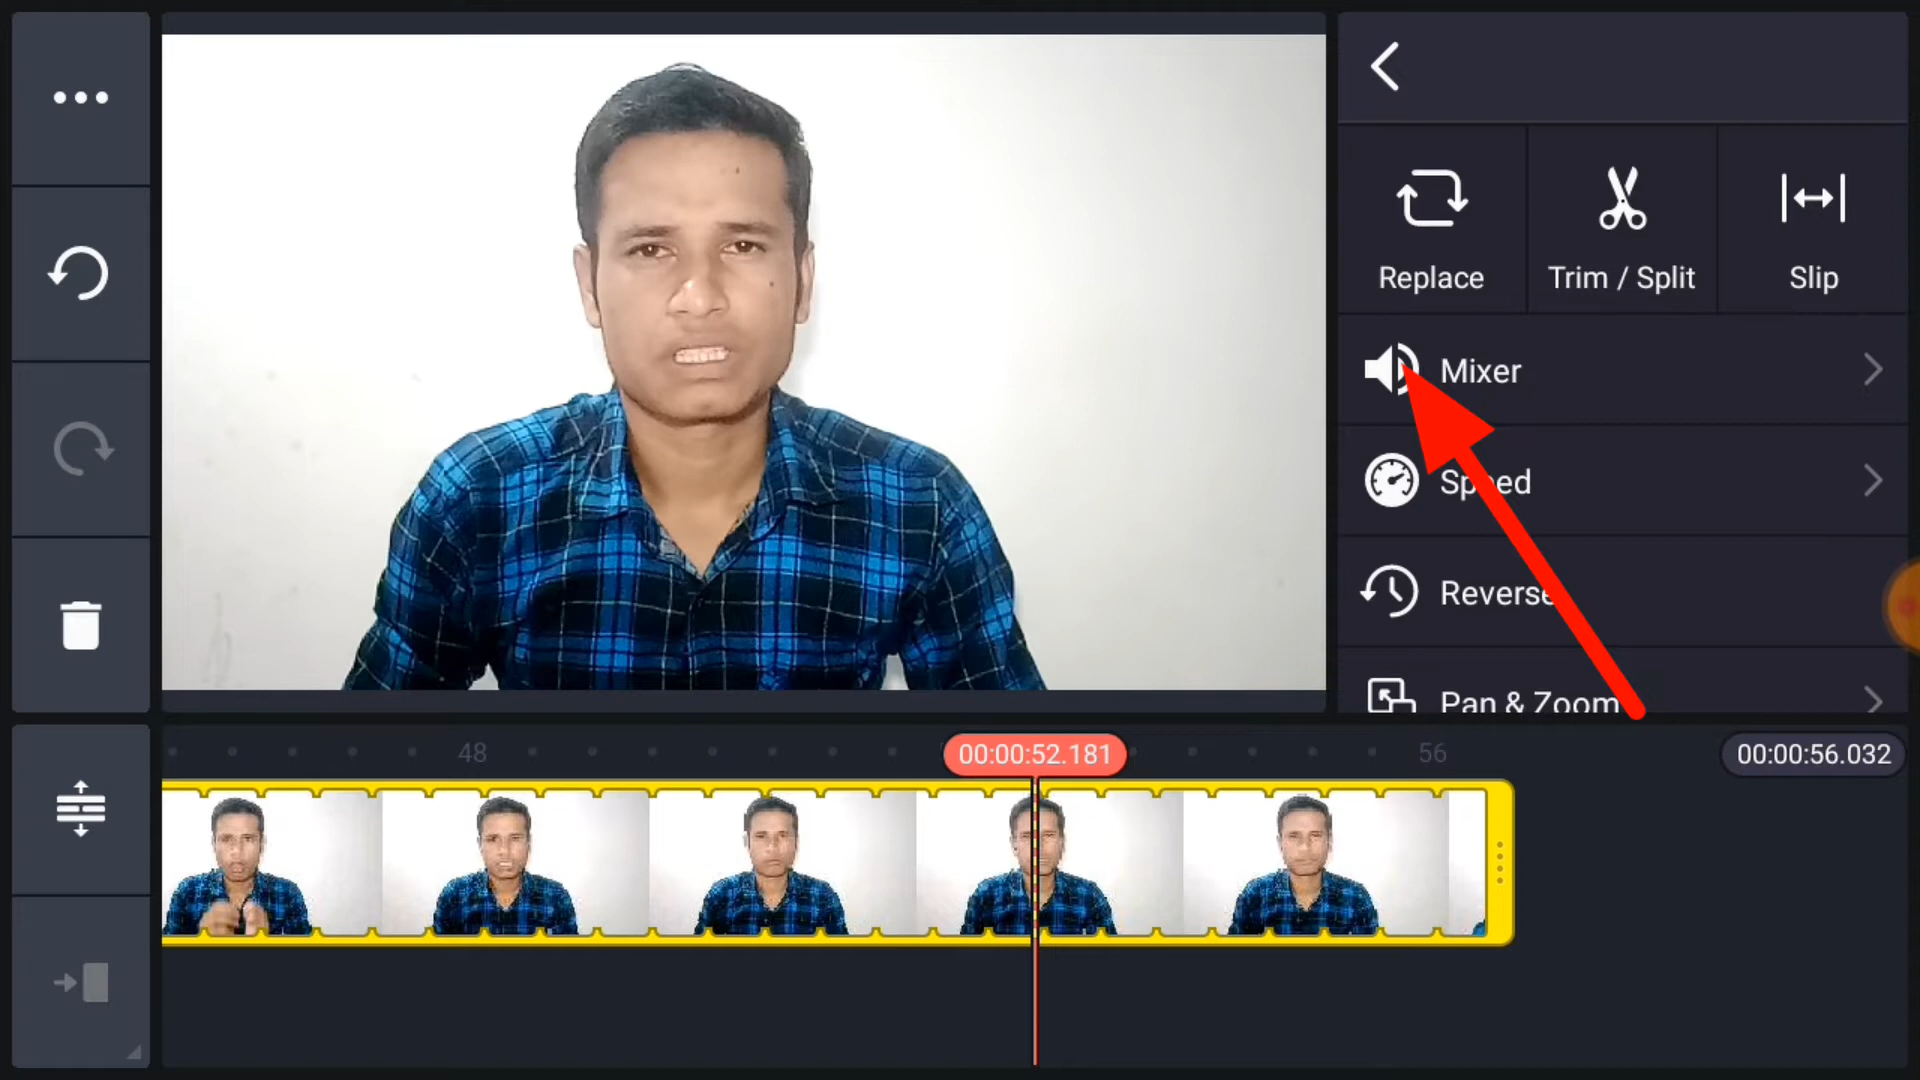 Replace
Trim / Split
Slip
Mixer
Speed
Reverse
Pan & Zoom
48
00:00:52.181
56
00:00:56.032